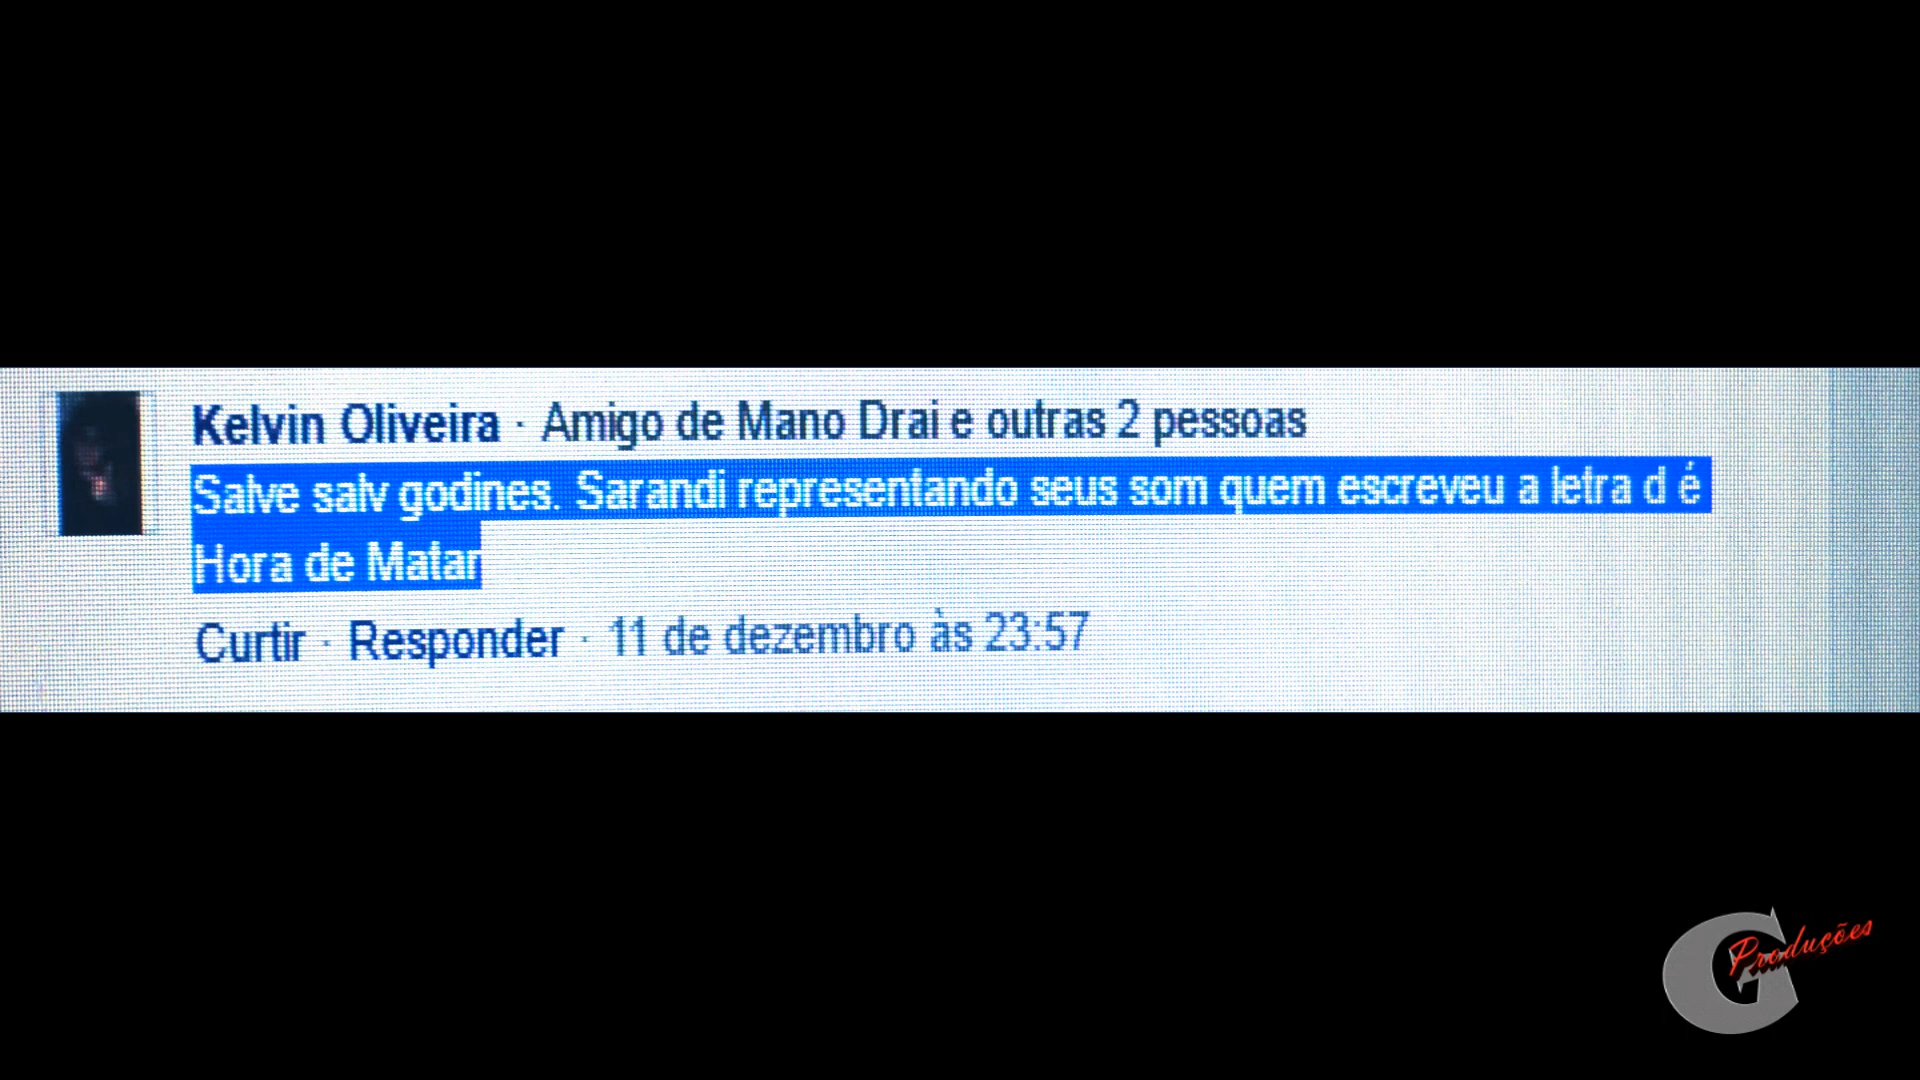 Kelvin Oliveira · Amigo de Mano Drai e outras 2 pessoas
Salve salv godines. Sarandi representando seus som quem escreveu a letra d é
Hora de Matar
Curtir · Responder · 11 de dezembro às 23:57
G Produções